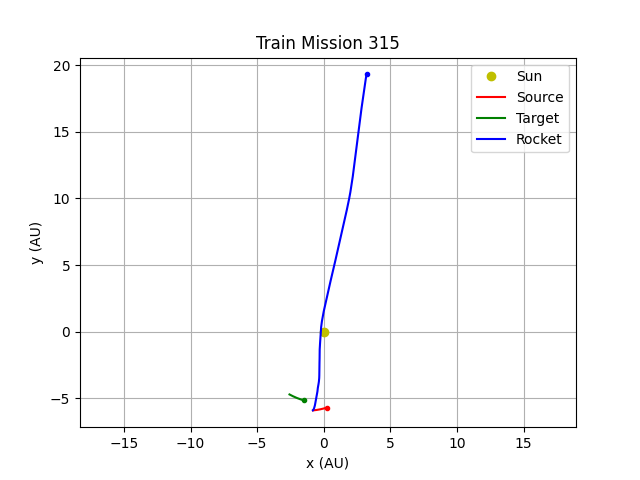 Train Mission 315
Sun
Source
Target
Rocket
y (AU)
20
15
10
5
0
−5
−15
−10
−5
0
5
10
15
x (AU)